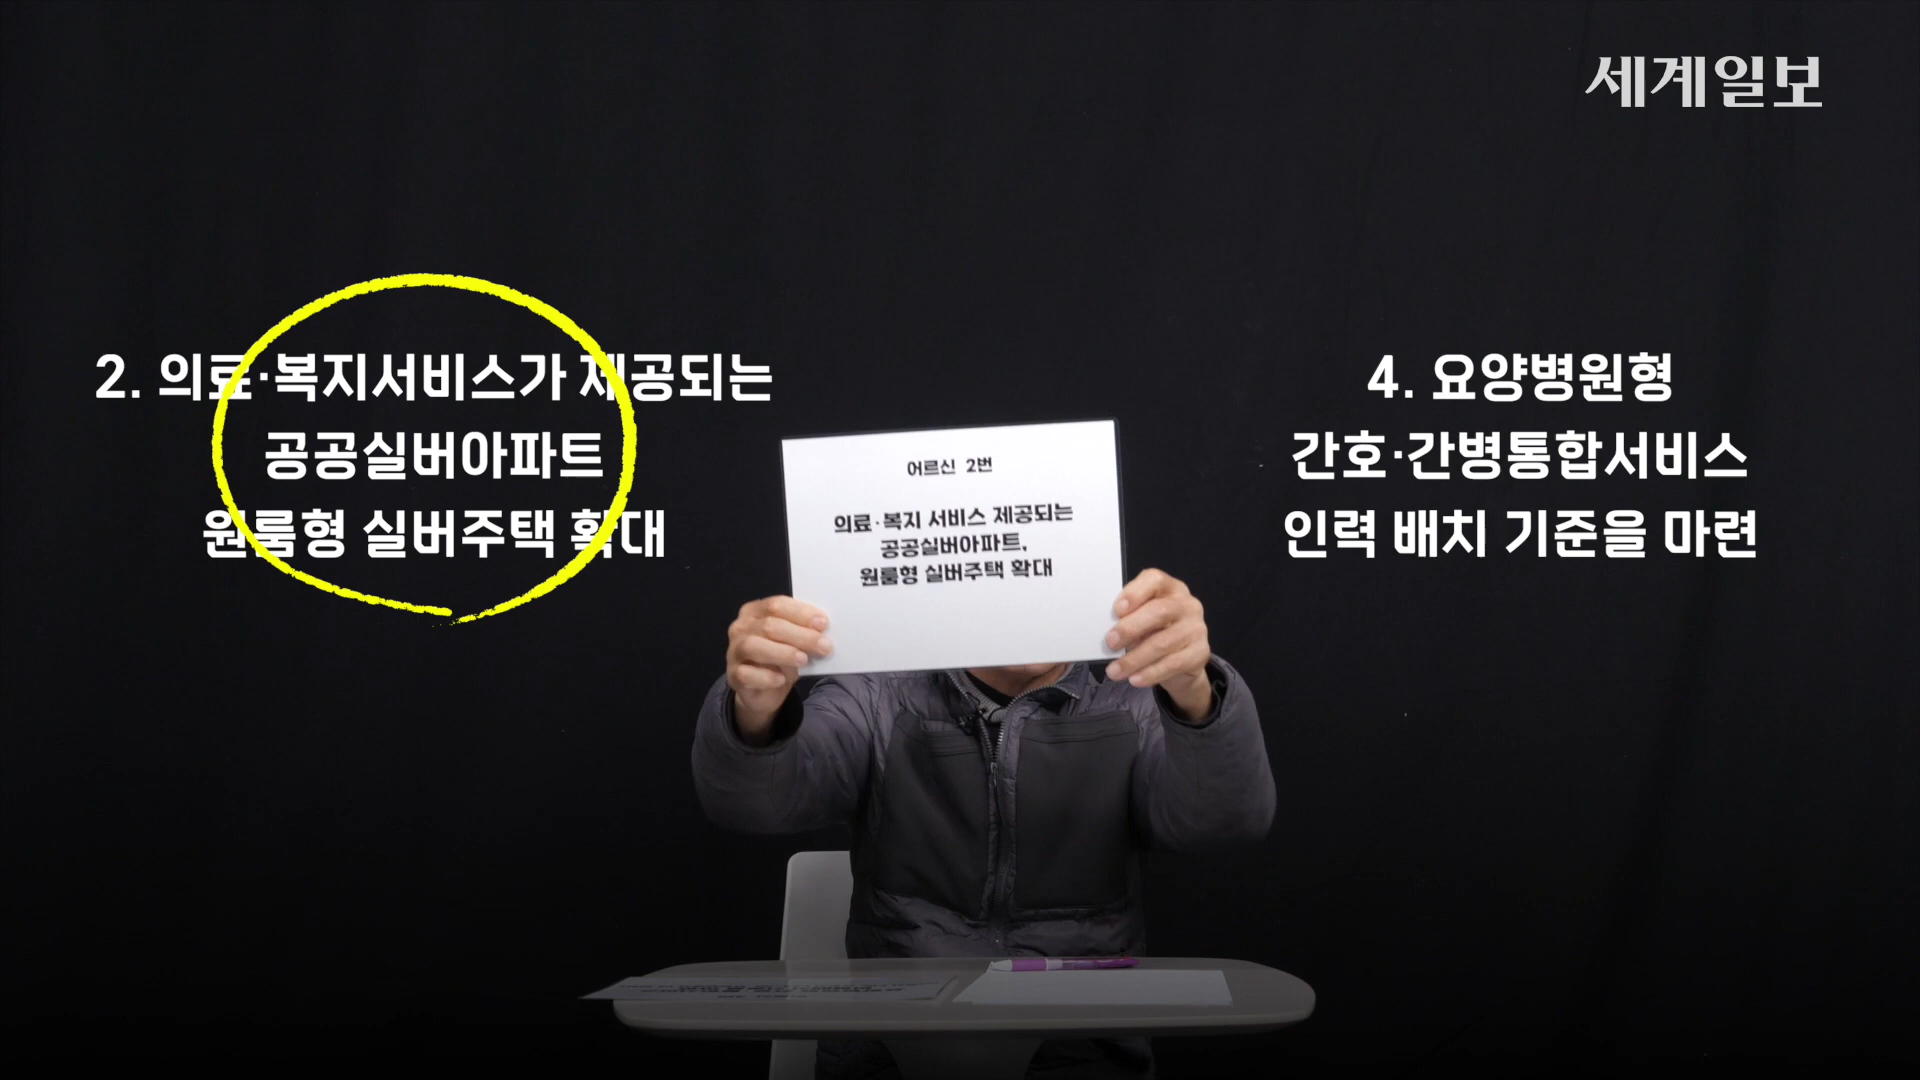 세계일보
2. 의료·복지서비스가 제공되는
공공실버아파트
원룸형 실버주택 확대
어르신 2번
의료·복지 서비스 제공되는
공공실버아파트,
원룸형 실버주택 확대
4. 요양병원형
간호·간병통합서비스
인력 배치 기준을 마련